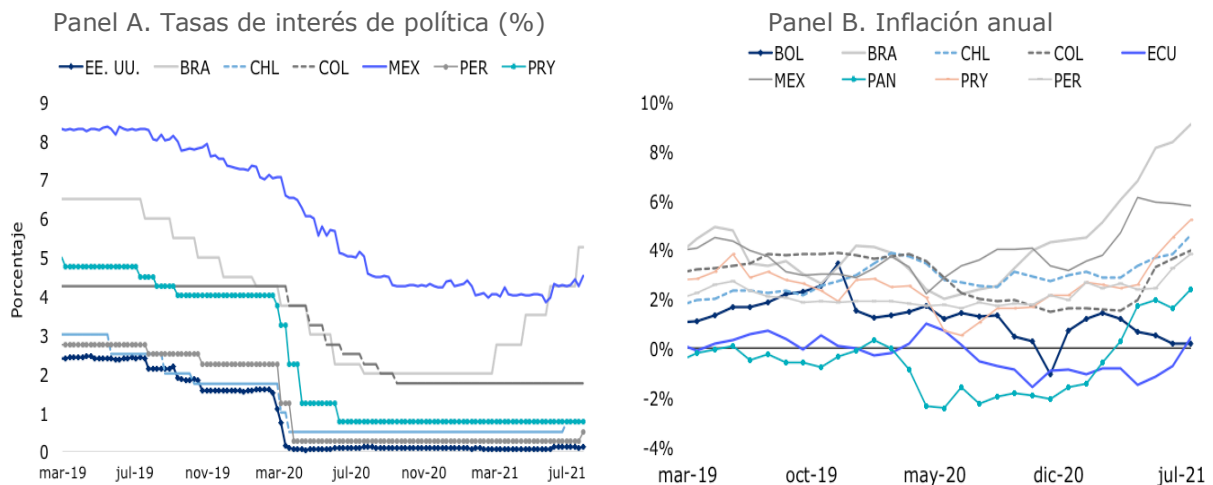 Panel A. Tasas de interés de política (%)
EE. UU. BRA CHL COL MEX PER PRY
9
8
7
6
5
4
3
2
1
0
Porcentaje
mar-19 jul-19 nov-19 mar-20 jul-20 nov-20 mar-21 jul-21
Panel B. Inflación anual
BOL BRA CHL COL ECU
MEX PAN PRY PER
10%
8%
6%
4%
2%
0%
-2%
-4%
mar-19 oct-19 may-20 dic-20 jul-21